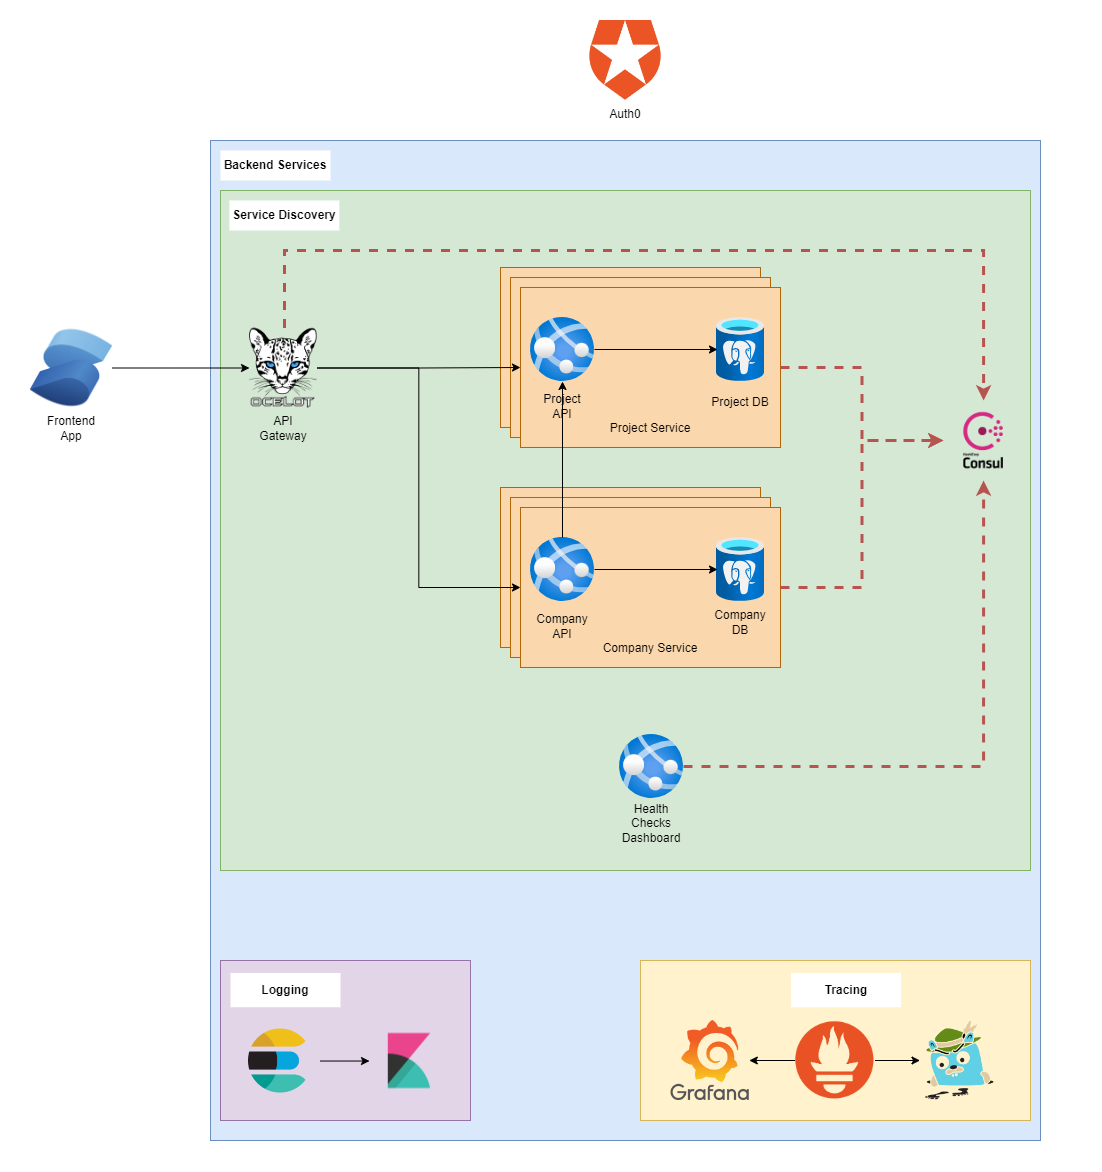 Auth0
Backend Services
Service Discovery
Project
API
Project DB
Project Service
OCELOT
API
Gateway
Frontend
App
HashiCorp
Consul
Company
API
Company
DB
Company Service
Health
Checks
Dashboard
Logging
Tracing
Grafana